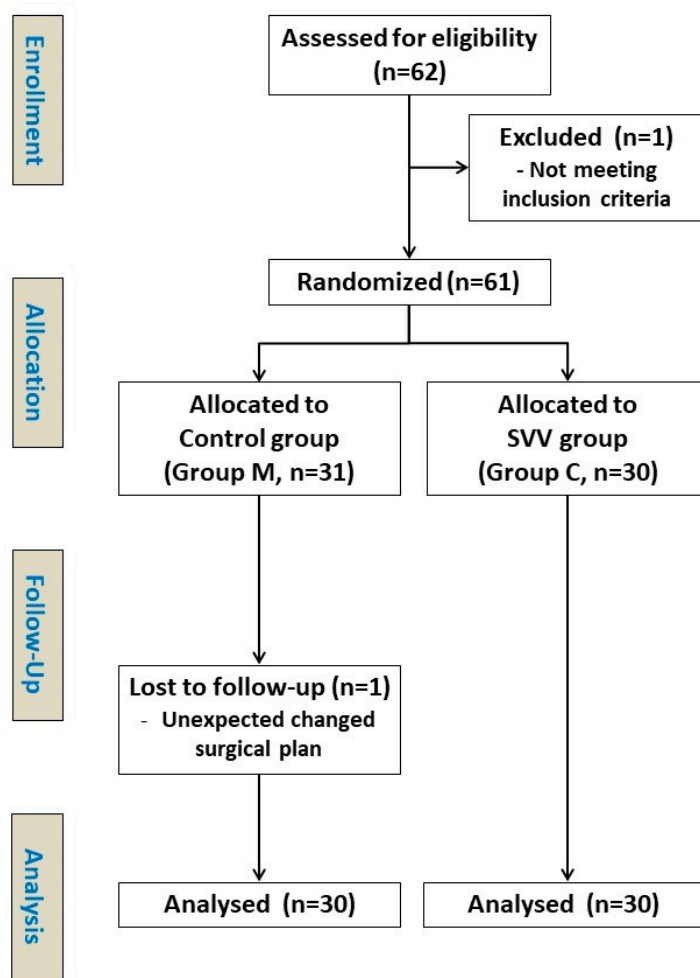 Enrollment
Assessed for eligibility
(n=62)
Excluded (n=1)
- Not meeting
inclusion criteria
Allocation
Randomized (n=61)
Allocated to
Control group
(Group M, n=31)
Allocated to
SVV group
(Group C, n=30)
Follow-Up
Lost to follow-up (n=1)
- Unexpected changed
surgical plan
Analysis
Analysed (n=30)
Analysed (n=30)